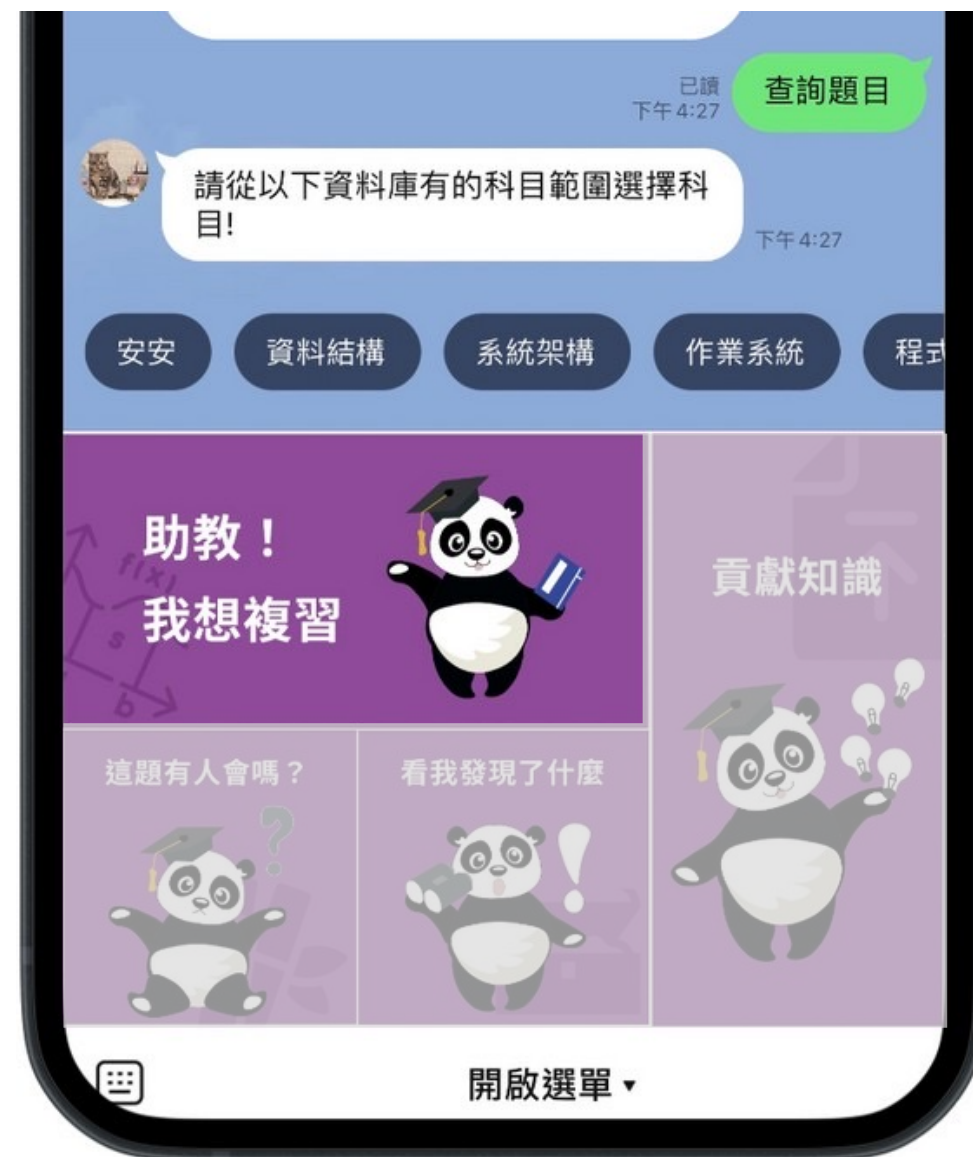 查詢題目
已讀
下午 4:27
請從以下資料庫有的科目範圍選擇科
目!
下午 4:27
安安
資料結構
系統架構
作業系統
程式
助教！
我想複習
f(x)
s
b
貢獻知識
這題有人會嗎？
看我發現了什麼
開啟選單 ▾